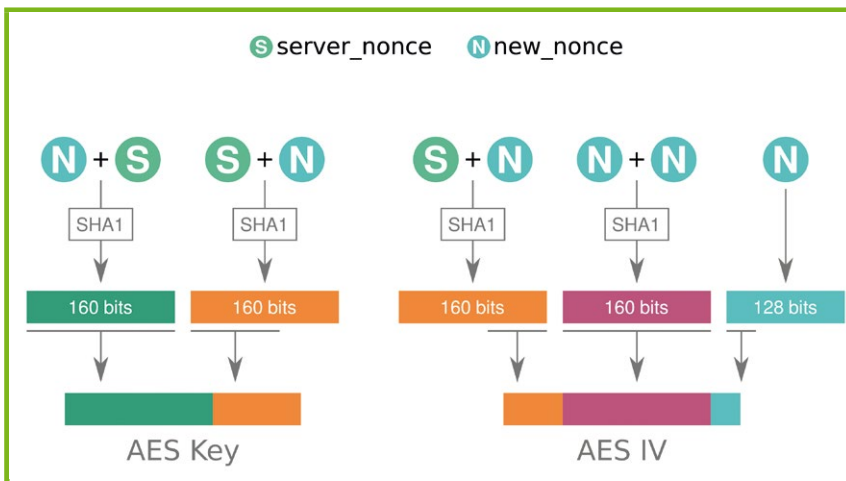 S server_nonce N new_nonce
N + S S + N S + N N + N N
SHA1 SHA1 SHA1 SHA1
160 bits 160 bits 160 bits 160 bits 128 bits
AES Key AES IV